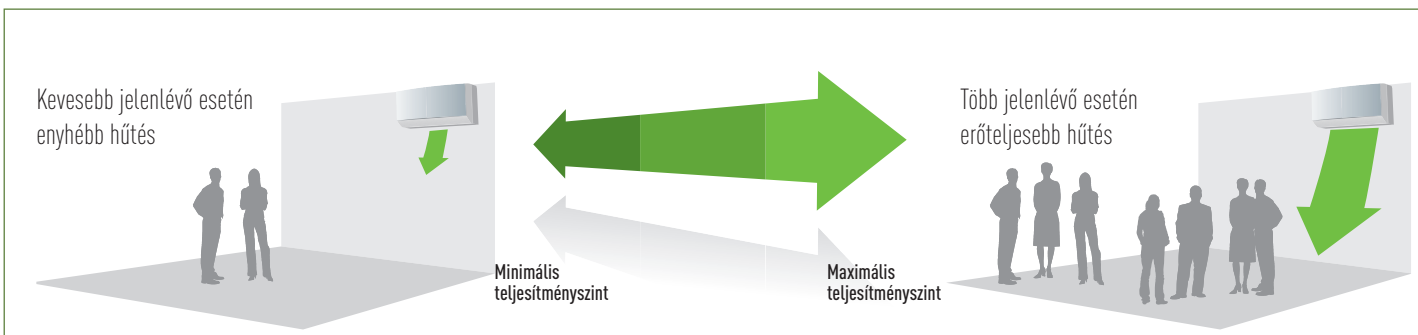 Kevesebb jelenlévő esetén
enyhébb hűtés
Minimális
teljesítményszint
Maximális
teljesítményszint
Több jelenlévő esetén
erőteljesebb hűtés